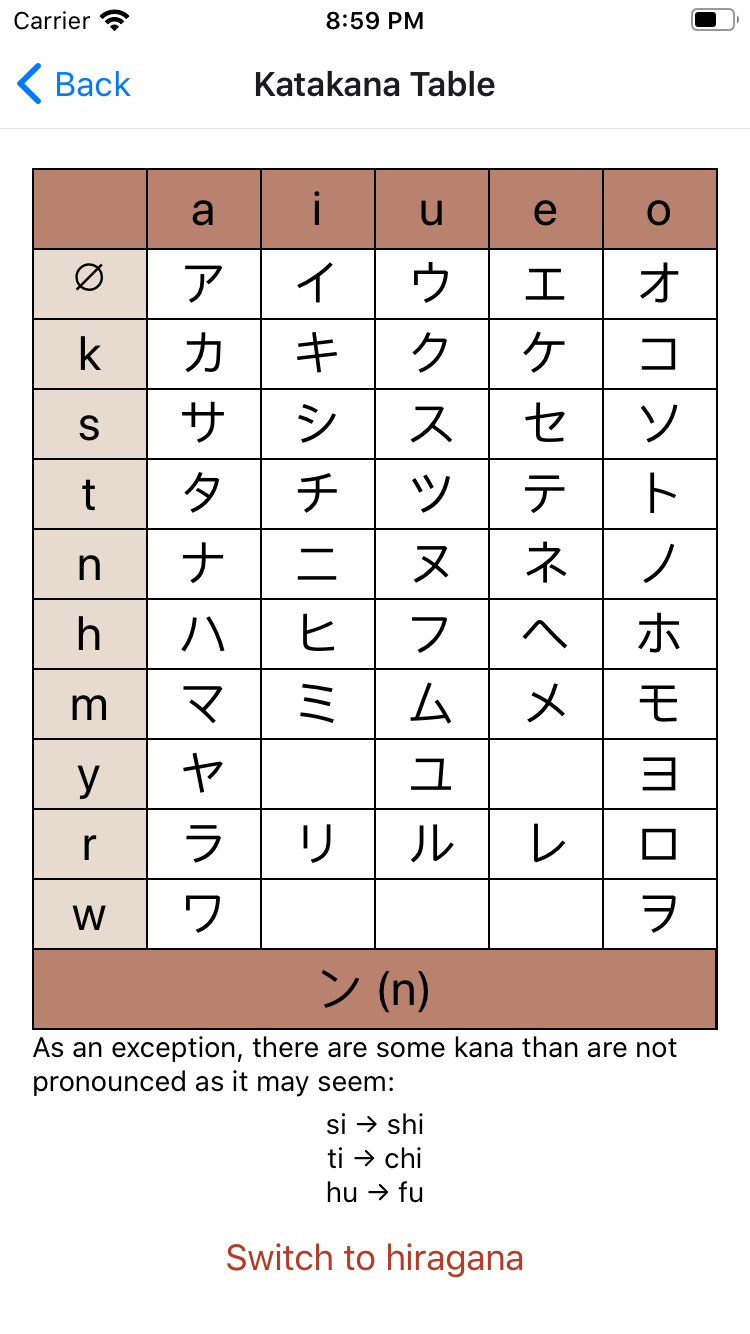 Carrier 8:59 PM
Back Katakana Table
a i u e o
∅ ア イ ウ エ オ
k カ キ ク ケ コ
s サ シ ス セ ソ
t タ チ ツ テ ト
n ナ ニ ヌ ネ ノ
h ハ ヒ フ ヘ ホ
m マ ミ ム メ モ
y ヤ ユ ヨ
r ラ リ ル レ ロ
w ワ ヲ
ン (n)
As an exception, there are some kana than are not
pronounced as it may seem:
si → shi
ti → chi
hu → fu
Switch to hiragana